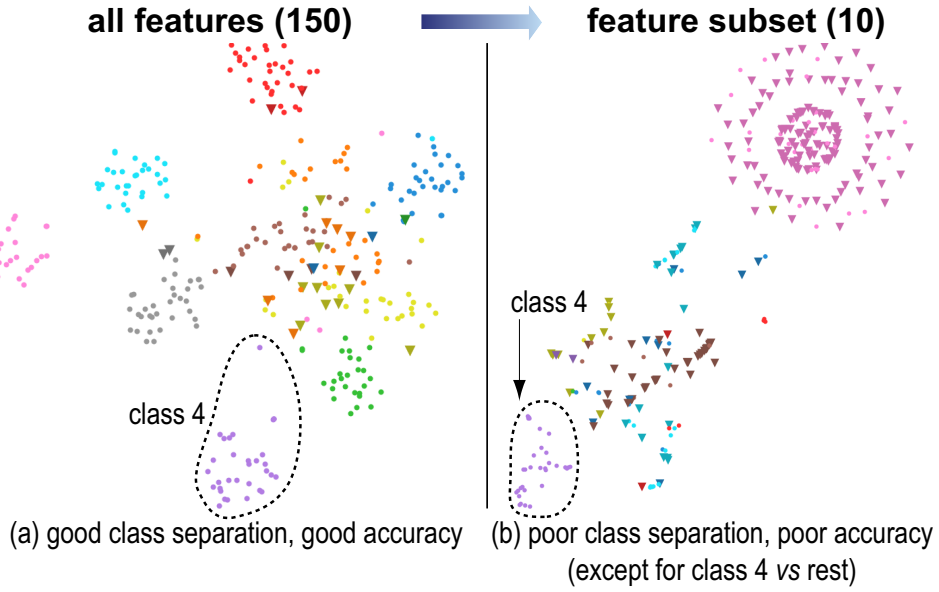 all features (150)
feature subset (10)
class 4
class 4
(a) good class separation, good accuracy
(b) poor class separation, poor accuracy
(except for class 4 vs rest)